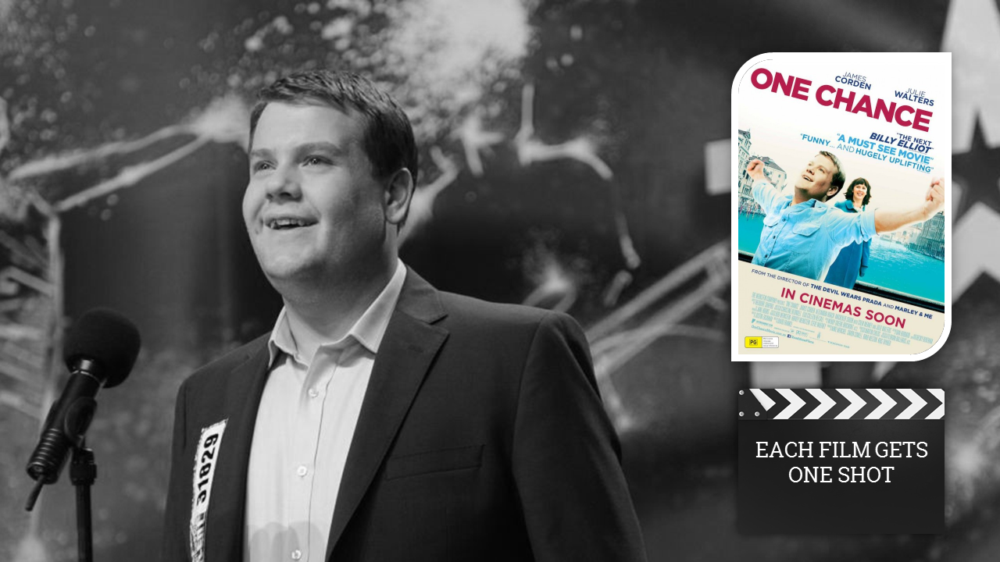 JAMES
CORDEN
JULIE
WALTERS
ONE CHANCE
"THE NEXT
BILLY ELLIOT"
"A MUST SEE MOVIE"
"FUNNY... AND HUGELY UPLIFTING"
FROM THE DIRECTOR OF THE DEVIL WEARS PRADA AND MARLEY & ME
IN CINEMAS SOON
PG
31829
EACH FILM GETS
ONE SHOT